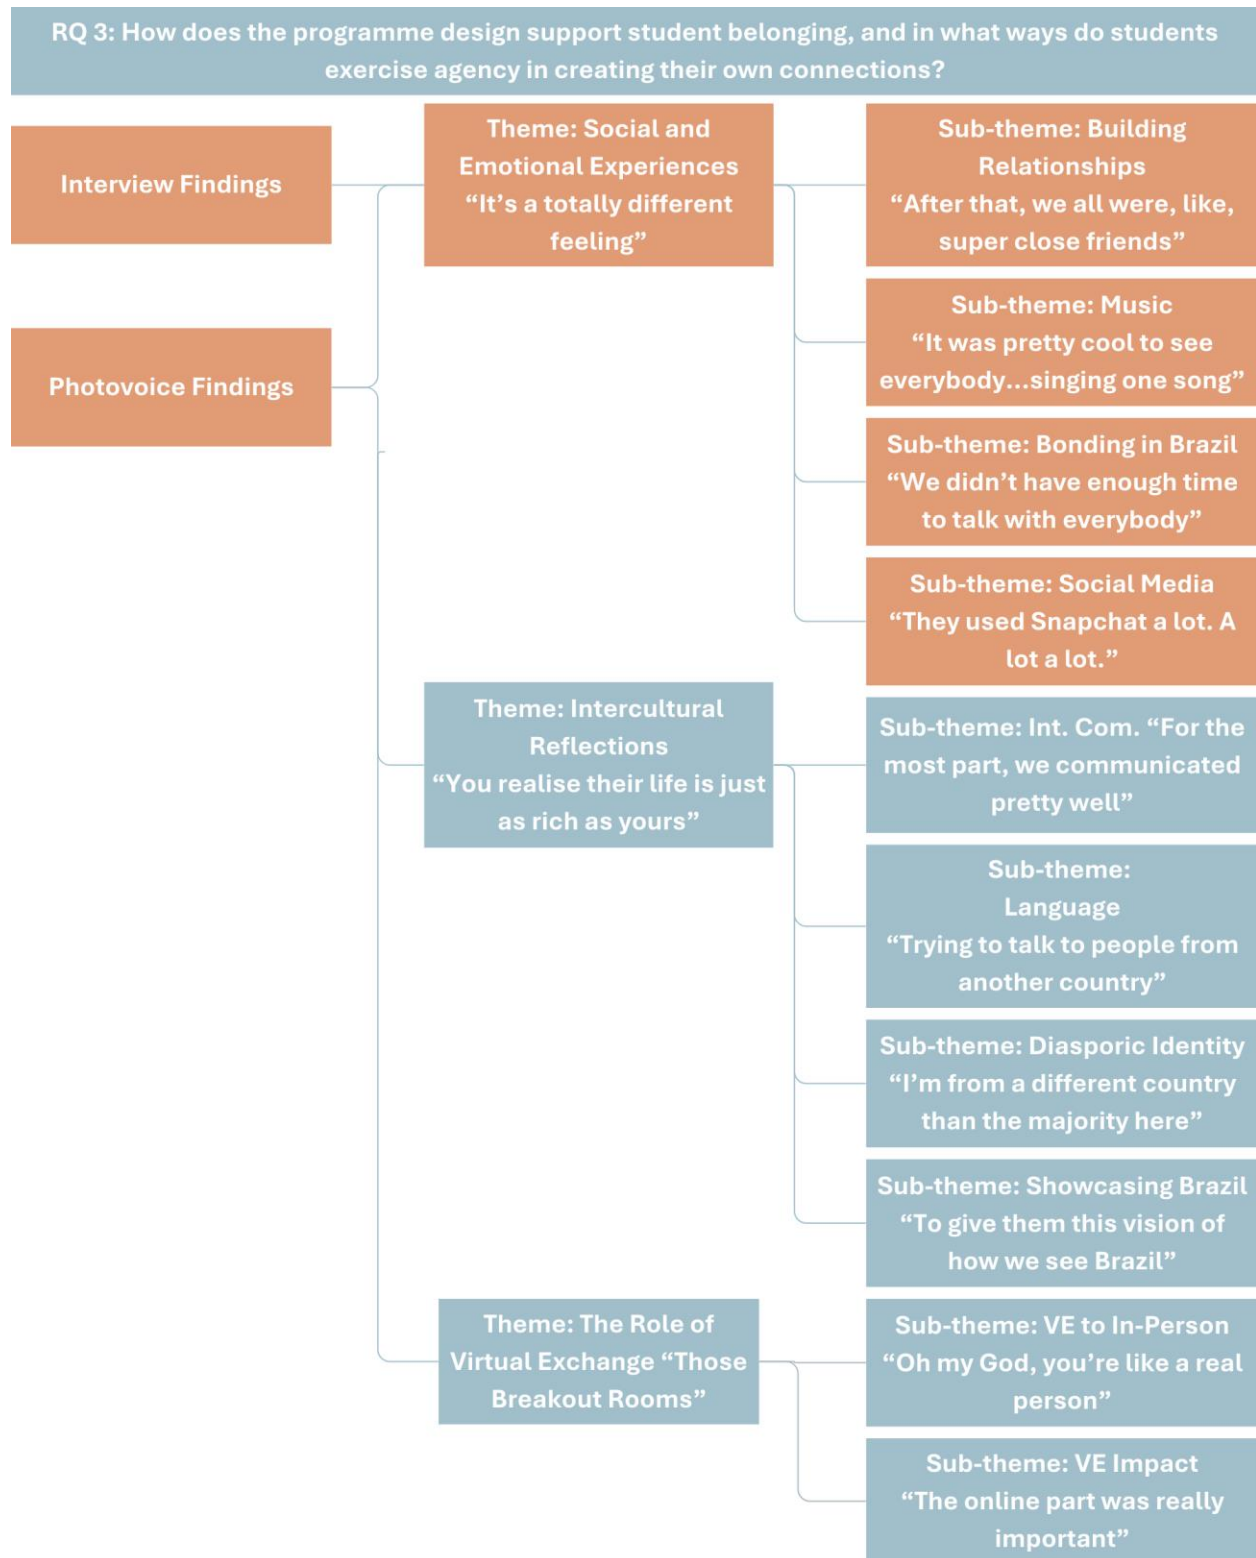 RQ 3: How does the programme design support student belonging, and in what ways do students
exercise agency in creating their own connections?
Interview Findings
Photovoice Findings
Theme: Social and
Emotional Experiences
“It’s a totally different
feeling”
Sub-theme: Building
Relationships
“After that, we all were, like,
super close friends”
Sub-theme: Music
“It was pretty cool to see
everybody...singing one song”
Sub-theme: Bonding in Brazil
“We didn’t have enough time
to talk with everybody”
Sub-theme: Social Media
“They used Snapchat a lot. A
lot a lot.”
Theme: Intercultural
Reflections
“You realise their life is just
as rich as yours”
Sub-theme: Int. Com. “For the
most part, we communicated
pretty well”
Sub-theme:
Language
“Trying to talk to people from
another country”
Sub-theme: Diasporic Identity
“I’m from a different country
than the majority here”
Sub-theme: Showcasing Brazil
“To give them this vision of
how we see Brazil”
Theme: The Role of
Virtual Exchange “Those
Breakout Rooms”
Sub-theme: VE to In-Person
“Oh my God, you’re like a real
person”
Sub-theme: VE Impact
“The online part was really
important”